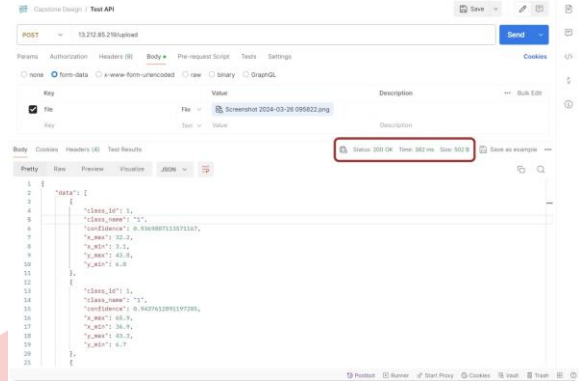 Capstone Design / Test API
Save
POST 13.212.85.219/upload Send
Params Authorization Headers (9) Body Pre-request Script Tests Settings Cookies
none form-data x-www-form-urlencoded raw binary GraphQL
Key Value Description Bulk Edit
file File Screenshot 2024-03-26 095822.png
Key Text Value Description
Body Cookies Headers (4) Test Results Status: 200 OK Time: 382 ms Size: 502 B Save as example
Pretty Raw Preview Visualize JSON
1 {
2 "data": [
3 {
4 "class_id": 1,
5 "class_name": "1",
6 "confidence":
7 "x_max": 32.2,
8 "x_min": 3.1,
9 "y_max": 43.8,
10 "y_min": 6.8
11 },
12 {
13 "class_id": 1,
14 "class_name": "1",
15 "confidence":
16 "x_max": 65.9,
17 "x_min": 36.9,
18 "y_max": 43.3,
19 "y_min": 6.7
20 },
21 {
Postbot Runner Start Proxy Cookies Vault Trash